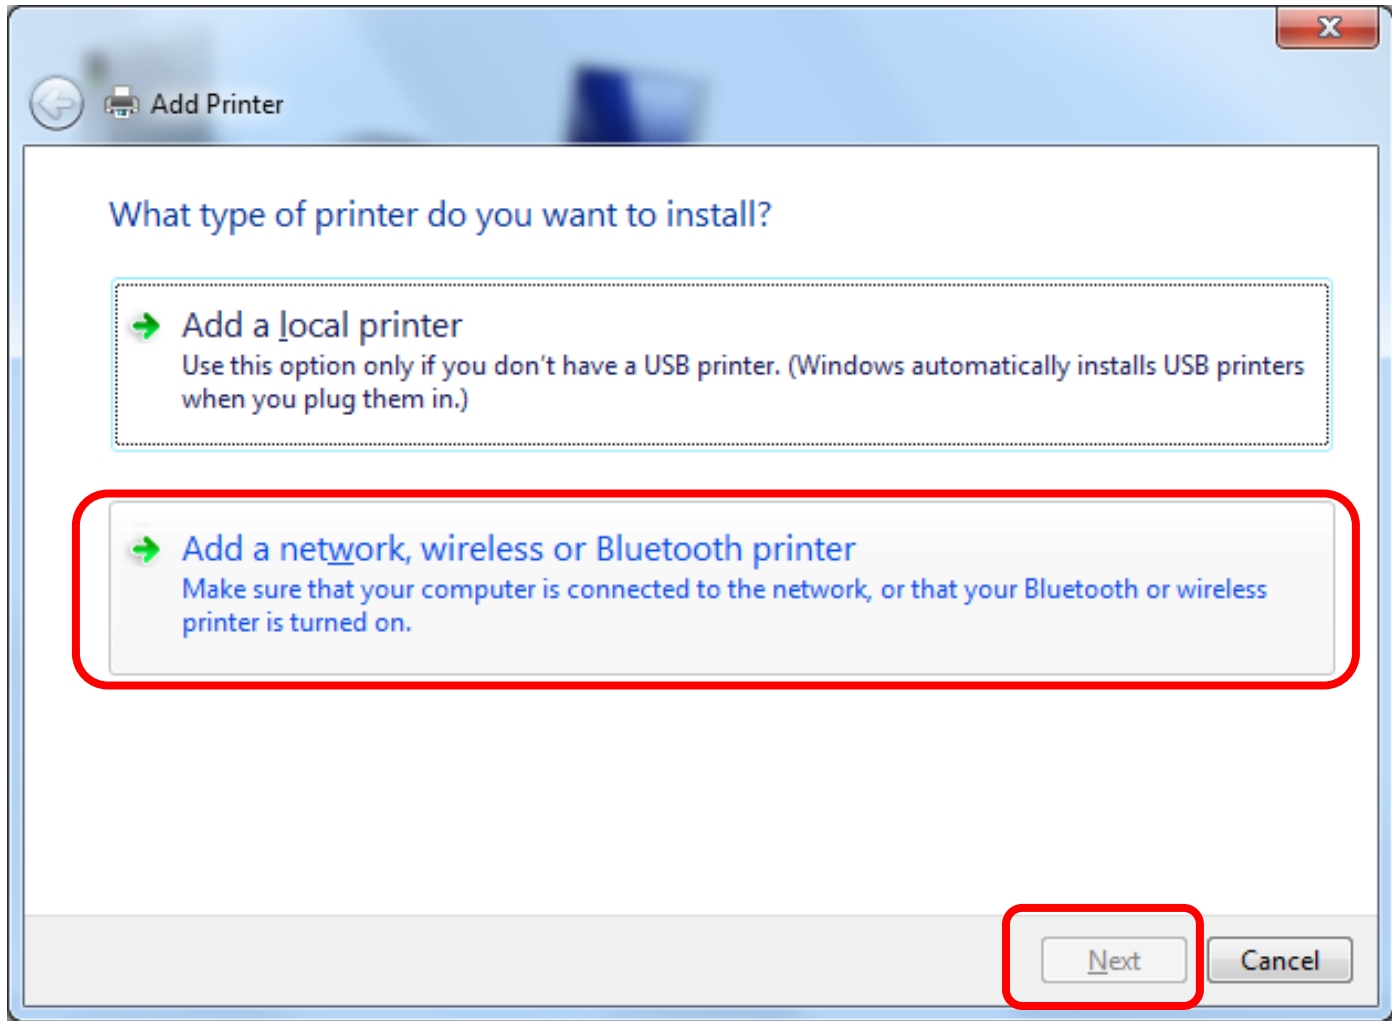 Add Printer
What type of printer do you want to install?
Add a local printer
Use this option only if you don't have a USB printer. (Windows automatically installs USB printers
when you plug them in.)
Add a network, wireless or Bluetooth printer
Make sure that your computer is connected to the network, or that your Bluetooth or wireless
printer is turned on.
Next
Cancel